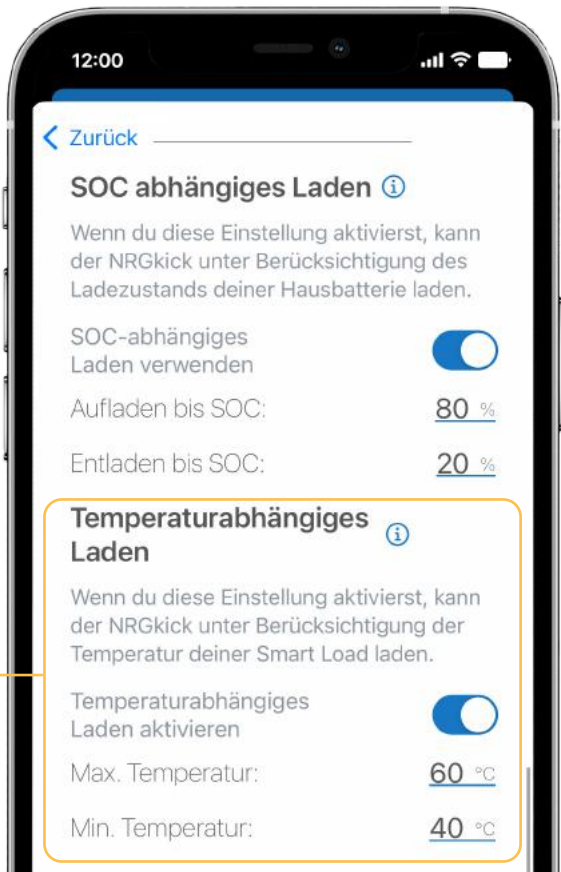 12:00
Zurück
SOC abhängiges Laden
Wenn du diese Einstellung aktivierst, kann
der NRGkick unter Berücksichtigung des
Ladezustands deiner Hausbatterie laden.
SOC-abhängiges
Laden verwenden
Aufladen bis SOC: 80 %
Entladen bis SOC: 20 %
Temperaturabhängiges
Laden
Wenn du diese Einstellung aktivierst, kann
der NRGkick unter Berücksichtigung der
Temperatur deiner Smart Load laden.
Temperaturabhängiges
Laden aktivieren
Max. Temperatur: 60 °C
Min. Temperatur: 40 °C